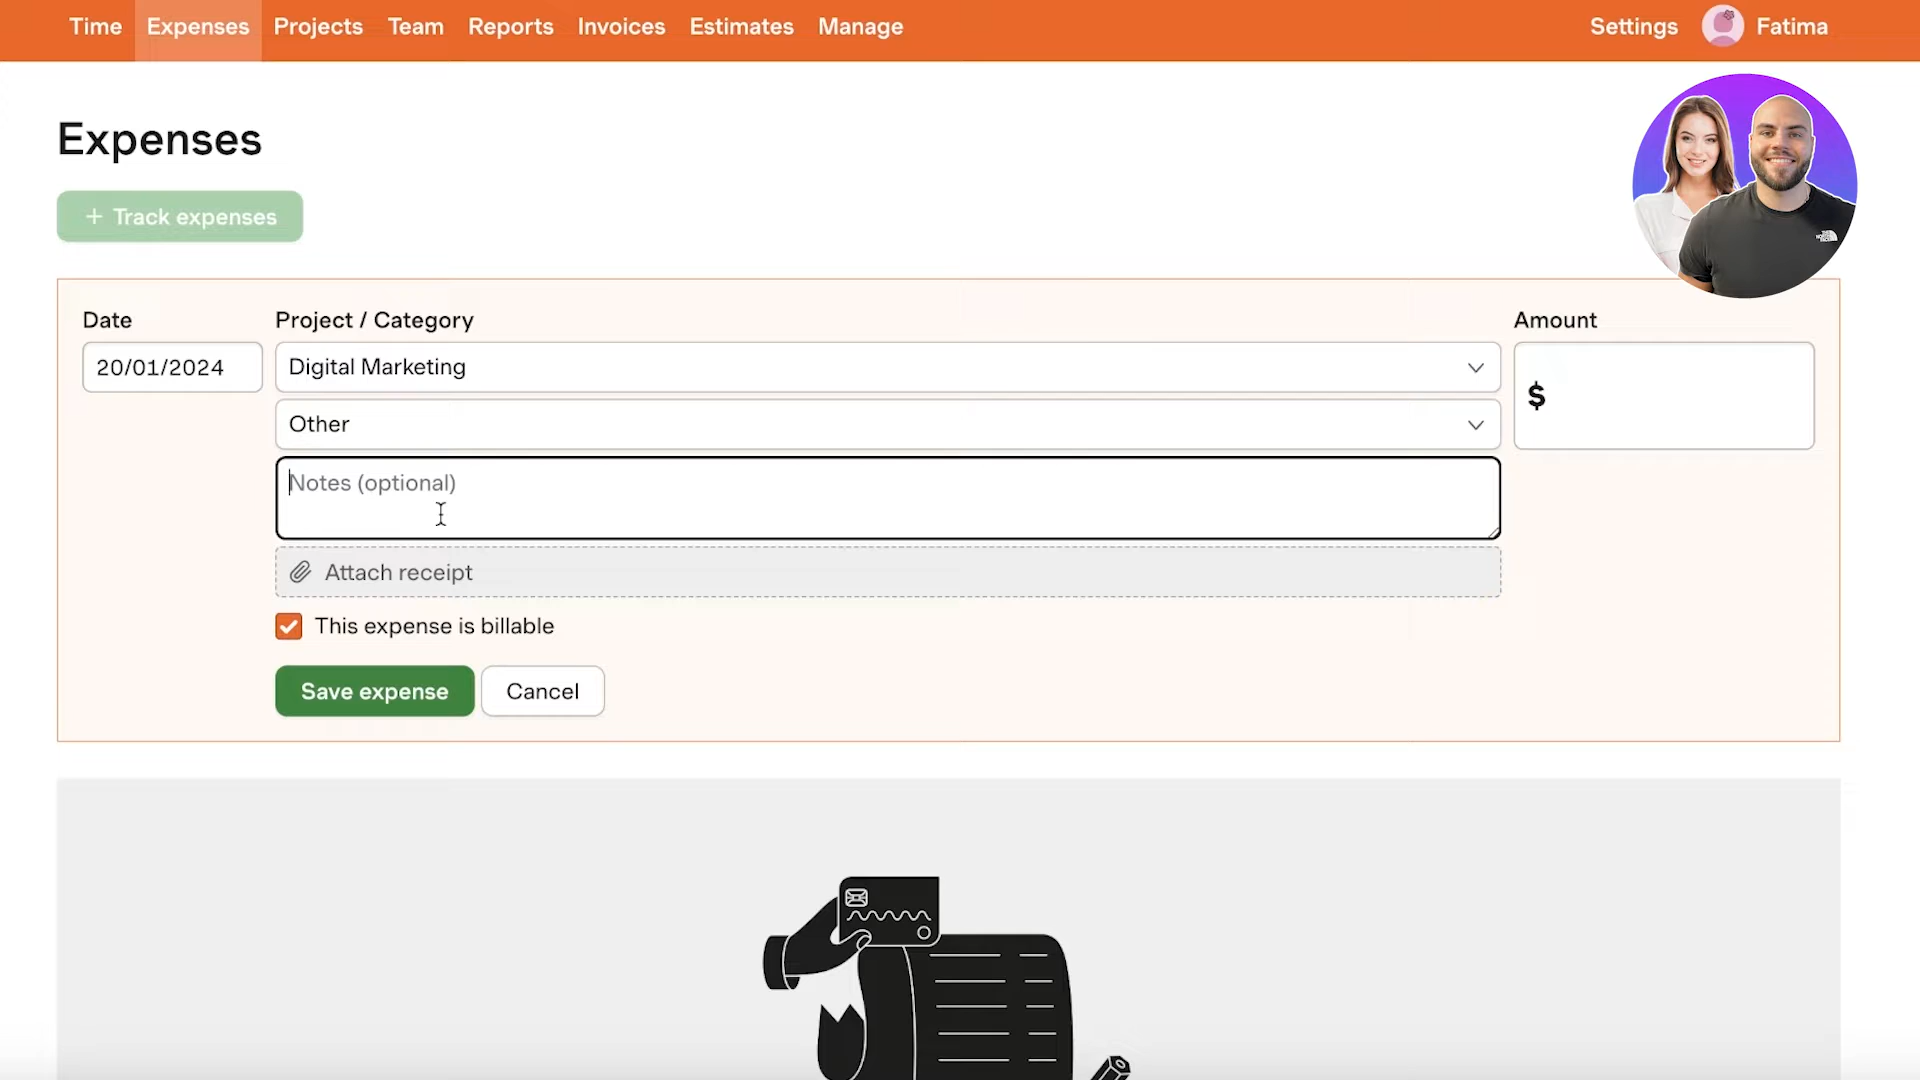 Time Expenses Projects Team Reports Invoices Estimates Manage Settings Fatima
Expenses
+ Track expenses
Date Project / Category Amount
20/01/2024 Digital Marketing
$
Other
Notes (optional)
Attach receipt
This expense is billable
Save expense Cancel